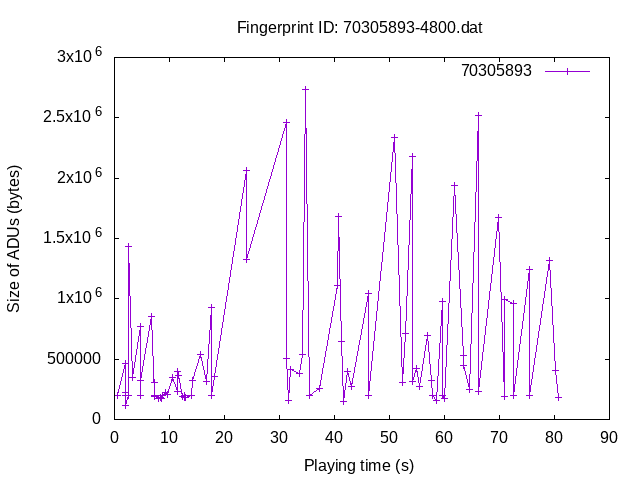 Fingerprint ID: 70305893-4800.dat
3x10^6
70305893
2.5x10^6
2x10^6
1.5x10^6
1x10^6
500000
0
0 10 20 30 40 50 60 70 80 90
Size of ADUs (bytes)
Playing time (s)